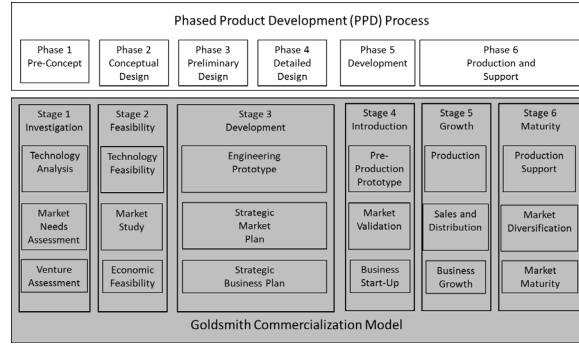 Phased Product Development (PPD) Process
Phase 1
Pre-Concept
Phase 2
Conceptual
Design
Phase 3
Preliminary
Design
Phase 4
Detailed
Design
Phase 5
Development
Phase 6
Production and
Support
Stage 1
Investigation
Technology
Analysis
Market
Needs
Assessment
Venture
Assessment
Stage 2
Feasibility
Technology
Feasibility
Market
Study
Economic
Feasibility
Stage 3
Development
Engineering
Prototype
Strategic
Market
Plan
Strategic
Business Plan
Stage 4
Introduction
Pre-
Production
Prototype
Market
Validation
Business
Start-Up
Stage 5
Growth
Production
Sales and
Distribution
Business
Growth
Stage 6
Maturity
Production
Support
Market
Diversification
Market
Maturity
Goldsmith Commercialization Model